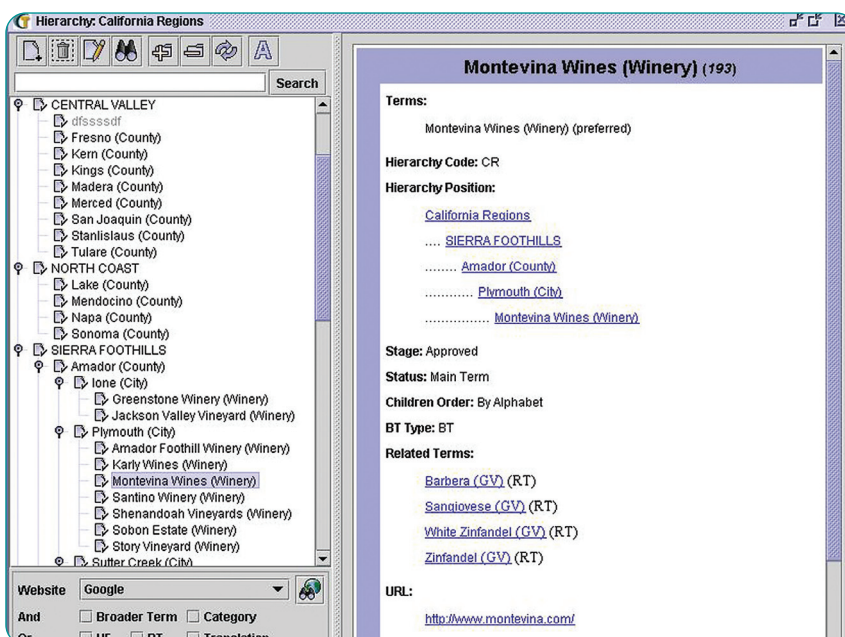 Hierarchy: California Regions
Search
CENTRAL VALLEY
dfssssdf
Fresno (County)
Kern (County)
Kings (County)
Madera (County)
Merced (County)
San Joaquin (County)
Stanlislaus (County)
Tulare (County)
NORTH COAST
Lake (County)
Mendocino (County)
Napa (County)
Sonoma (County)
SIERRA FOOTHILLS
Amador (County)
Ione (City)
Greenstone Winery (Winery)
Jackson Valley Vineyard (Winery)
Plymouth (City)
Amador Foothill Winery (Winery)
Karly Wines (Winery)
Montevina Wines (Winery)
Santino Winery (Winery)
Shenandoah Vineyards (Winery)
Sobon Estate (Winery)
Story Vineyard (Winery)
Sutter Creek (City)
Website Google
And Broader Term Category
Or UF RT Translation
Montevina Wines (Winery) (193)
Terms:
Montevina Wines (Winery) (preferred)
Hierarchy Code: CR
Hierarchy Position:
California Regions
.... SIERRA FOOTHILLS
........ Amador (County)
............ Plymouth (City)
................ Montevina Wines (Winery)
Stage: Approved
Status: Main Term
Children Order: By Alphabet
BT Type: BT
Related Terms:
Barbera (GV) (RT)
Sangiovese (GV) (RT)
White Zinfandel (GV) (RT)
Zinfandel (GV) (RT)
URL:
http://www.montevina.com/